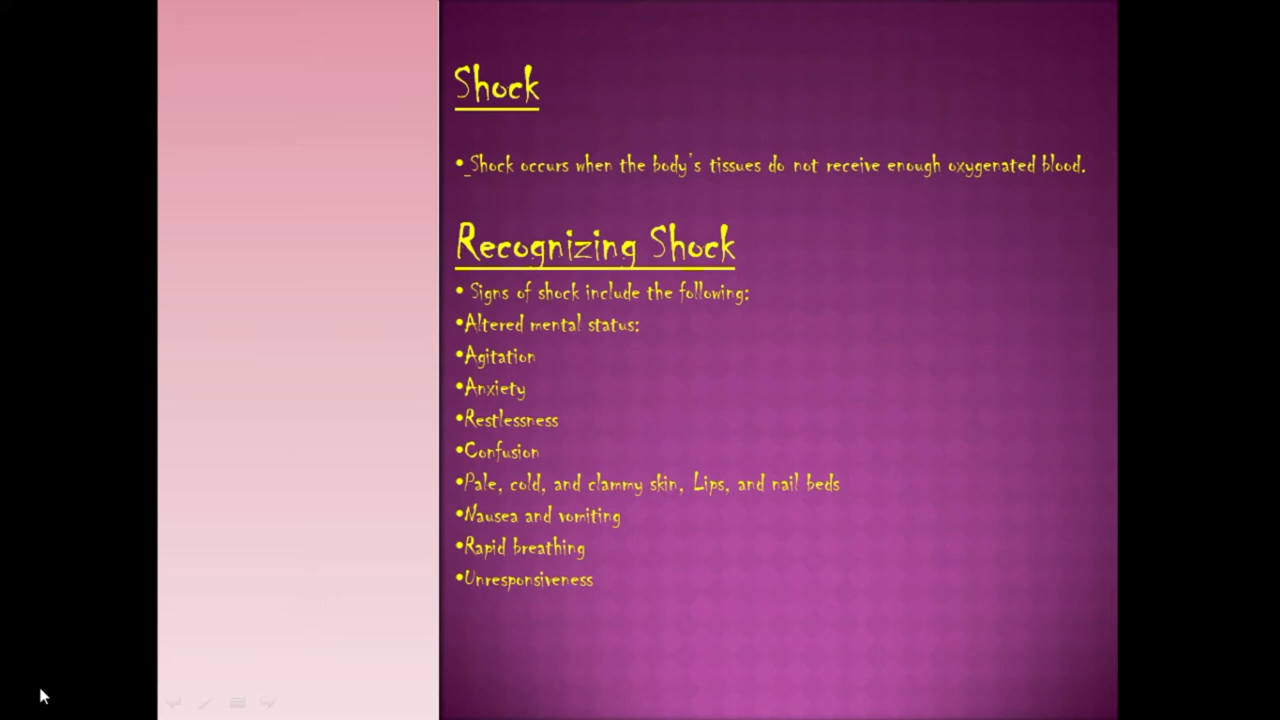 Shock
• Shock occurs when the body's tissues do not receive enough oxygenated blood.
Recognizing Shock
• Signs of shock include the following:
•Altered mental status:
•Agitation
•Anxiety
•Restlessness
•Confusion
•Pale, cold, and clammy skin, Lips, and nail beds
•Nausea and vomiting
•Rapid breathing
•Unresponsiveness